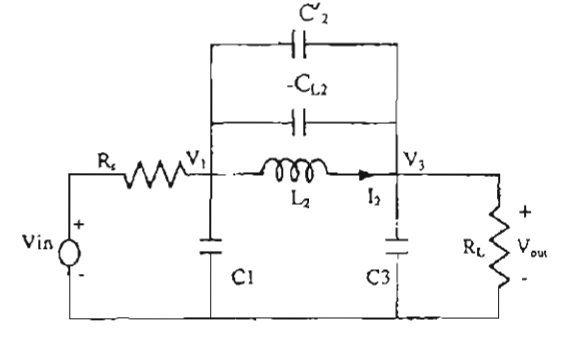 C'2
-CL2
Rs V1 V3
L2 I2
+ +
Vin RL Vout
- -
C1 C3